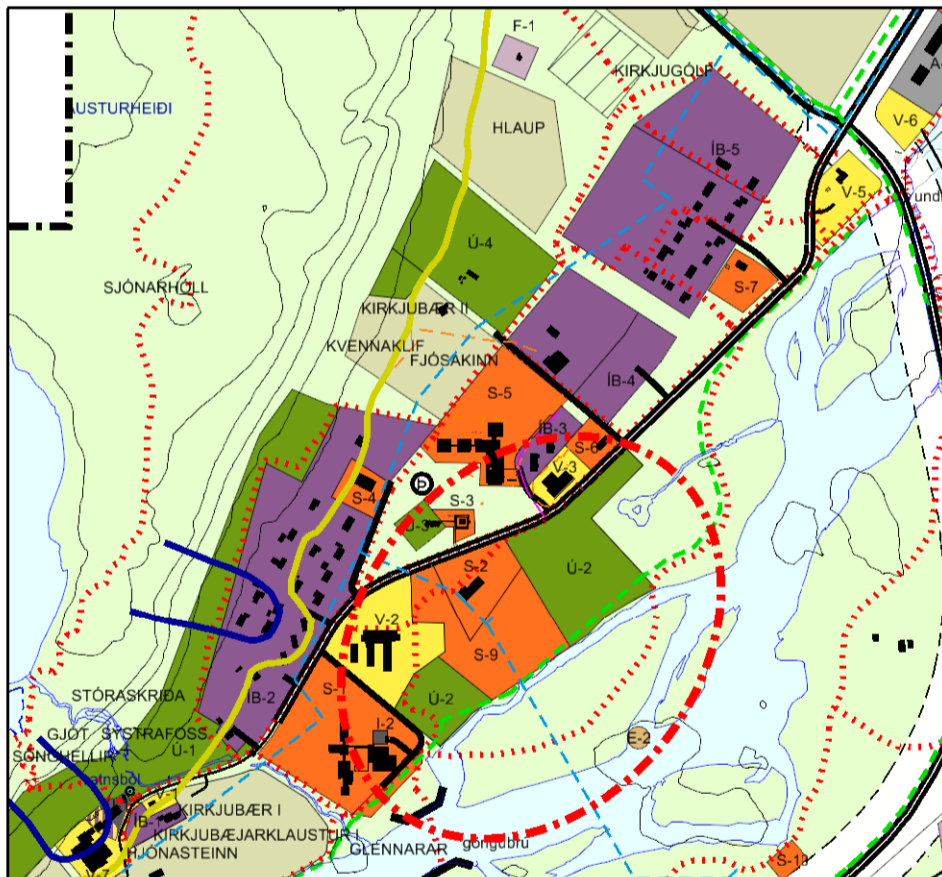 F-1
KIRKJUGÓLF
AUSTURHEIÐI
V-6
HLAUP
ÍB-5
V-5
Ú-4
S-7
SJÓNARHÓLL
KIRKJUBÆR II
KVENNAKLIF
FJÓSAKINN
ÍB-4
S-5
ÍB-3
S-6
V-3
S-4
Þ
S-3
S-2
Ú-2
V-2
S-9
STÓRASKRIÐA
ÍB-2
S-1
Ú-2
GJÓT
SYSTRAFOSS
I-2
SÖNGHELLIR
Ú-1
E-2
KIRKJUBÆR I
KIRKJUBÆJARKLAUSTUR I
HJÓNASTEINN
GLENNARAR
göngubrú